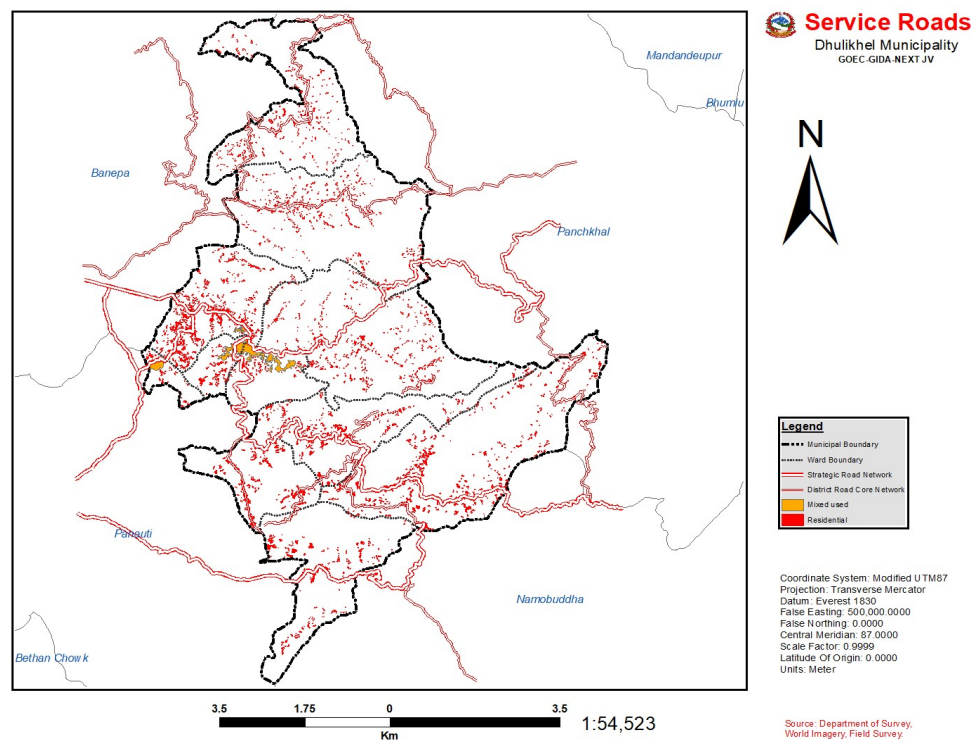 Service Roads
Dhulikhel Municipality
GOEC-GIDA-NEXT JV
N
Mandandeupur
Bhumlu
Banepa
Panchkhal
Panauti
Namobuddha
Bethan Chowk
Legend
Municipal Boundary
Ward Boundary
Strategic Road Network
District Road Core Network
Mixed used
Residential
Coordinate System: Modified UTM87
Projection: Transverse Mercator
Datum: Everest 1830
False Easting: 500,000.0000
False Northing: 0.0000
Central Meridian: 87.0000
Scale Factor: 0.9999
Latitude Of Origin: 0.0000
Units: Meter
3.5 1.75 0 3.5
Km
1:54,523
Source: Department of Survey,
World Imagery, Field Survey.